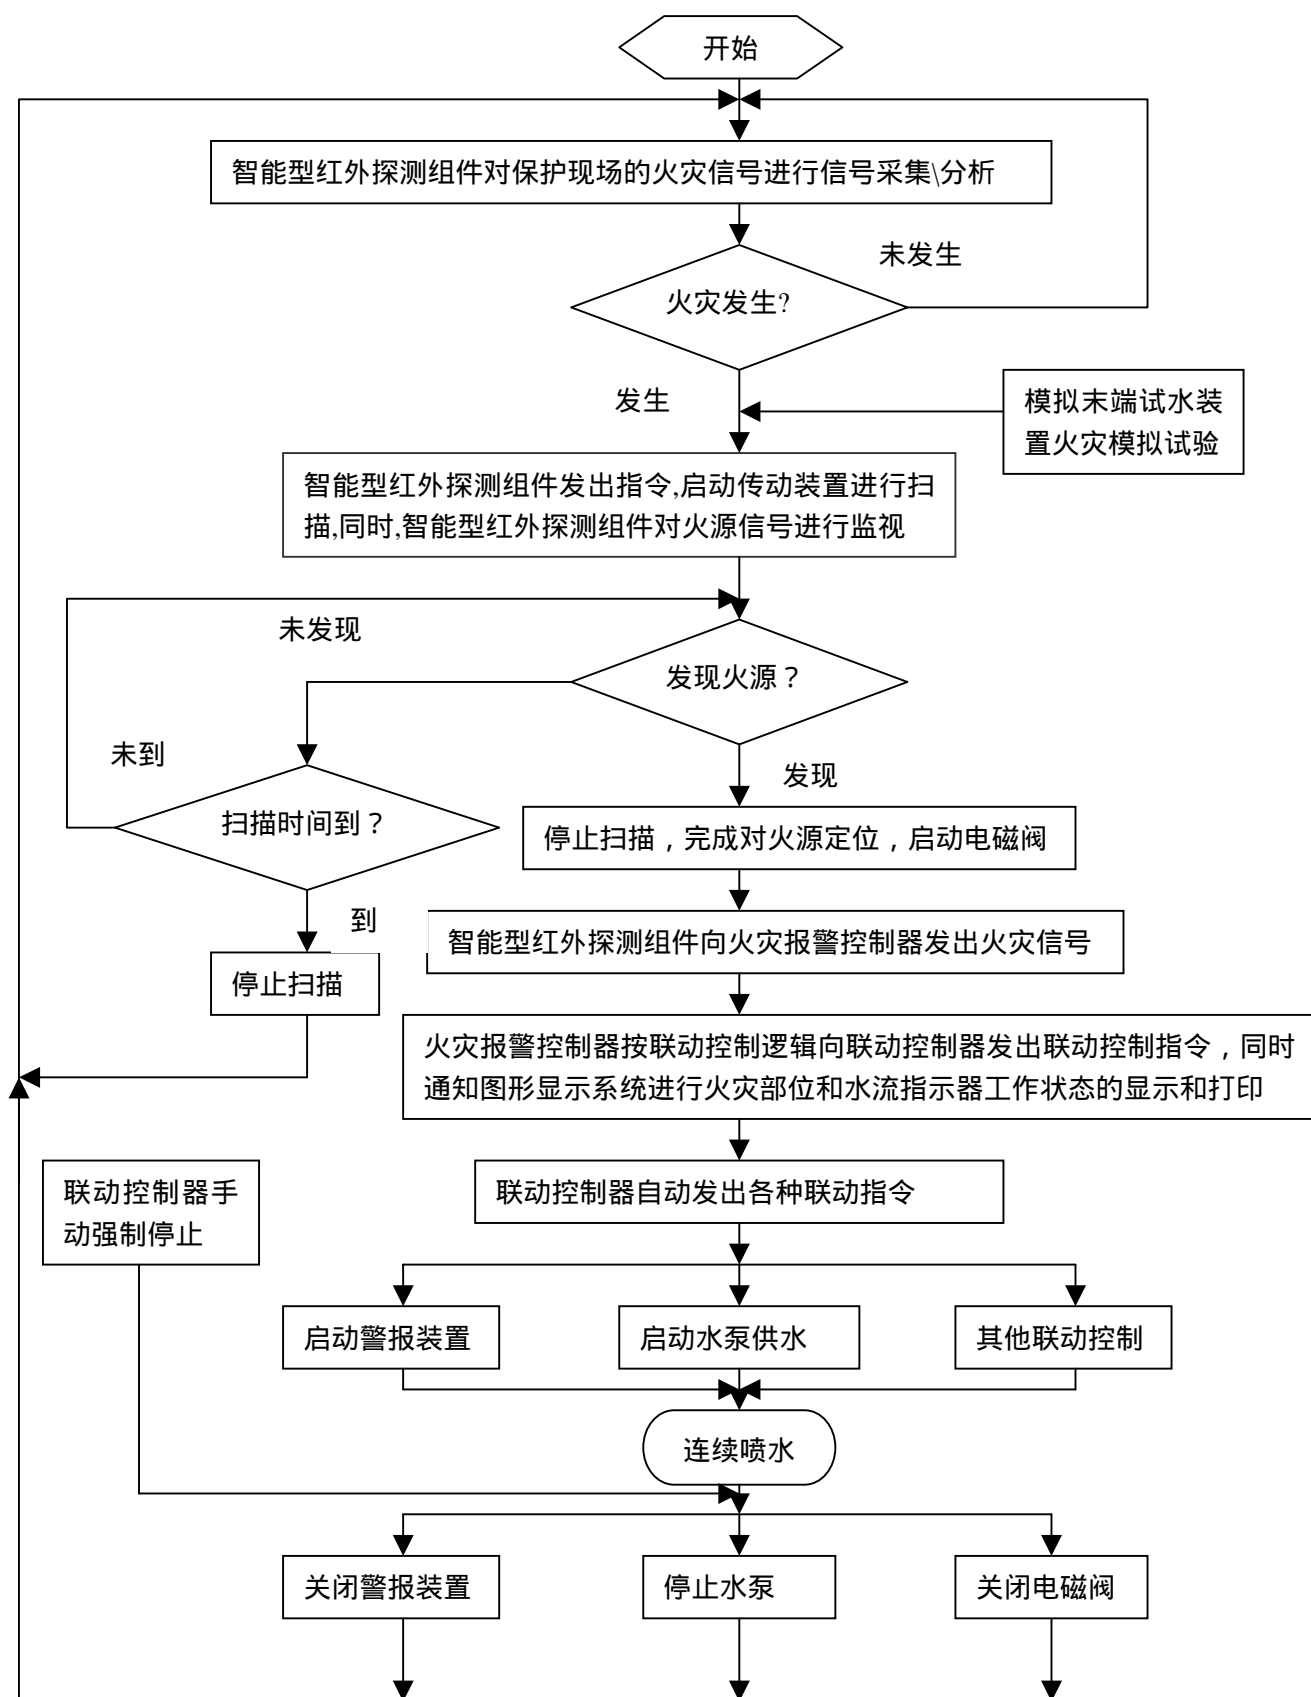 开始
智能型红外探测组件对保护现场的火灾信号进行信号采集\分析
未发生
火灾发生?
发生
模拟末端试水装
置火灾模拟试验
智能型红外探测组件发出指令,启动传动装置进行扫
描,同时,智能型红外探测组件对火源信号进行监视
未发现
发现火源？
未到
发现
扫描时间到？
停止扫描，完成对火源定位，启动电磁阀
到
智能型红外探测组件向火灾报警控制器发出火灾信号
停止扫描
火灾报警控制器按联动控制逻辑向联动控制器发出联动控制指令，同时
通知图形显示系统进行火灾部位和水流指示器工作状态的显示和打印
联动控制器手
动强制停止
联动控制器自动发出各种联动指令
启动警报装置
启动水泵供水
其他联动控制
连续喷水
关闭警报装置
停止水泵
关闭电磁阀